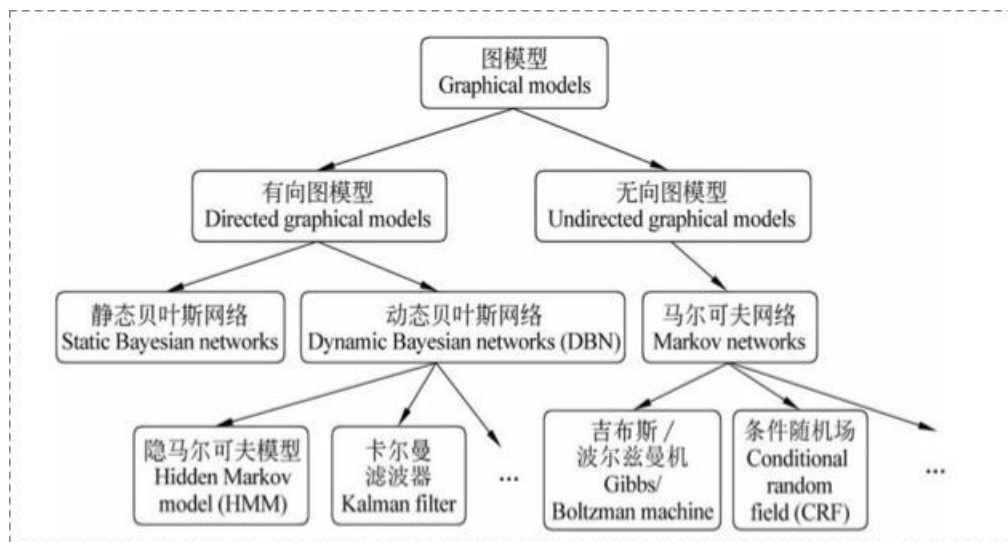 图模型
Graphical models
有向图模型
Directed graphical models
无向图模型
Undirected graphical models
静态贝叶斯网络
Static Bayesian networks
动态贝叶斯网络
Dynamic Bayesian networks (DBN)
马尔可夫网络
Markov networks
隐马尔可夫模型
Hidden Markov
model (HMM)
卡尔曼
滤波器
Kalman filter
...
吉布斯/
波尔兹曼机
Gibbs/
Boltzman machine
条件随机场
Conditional
random
field (CRF)
...